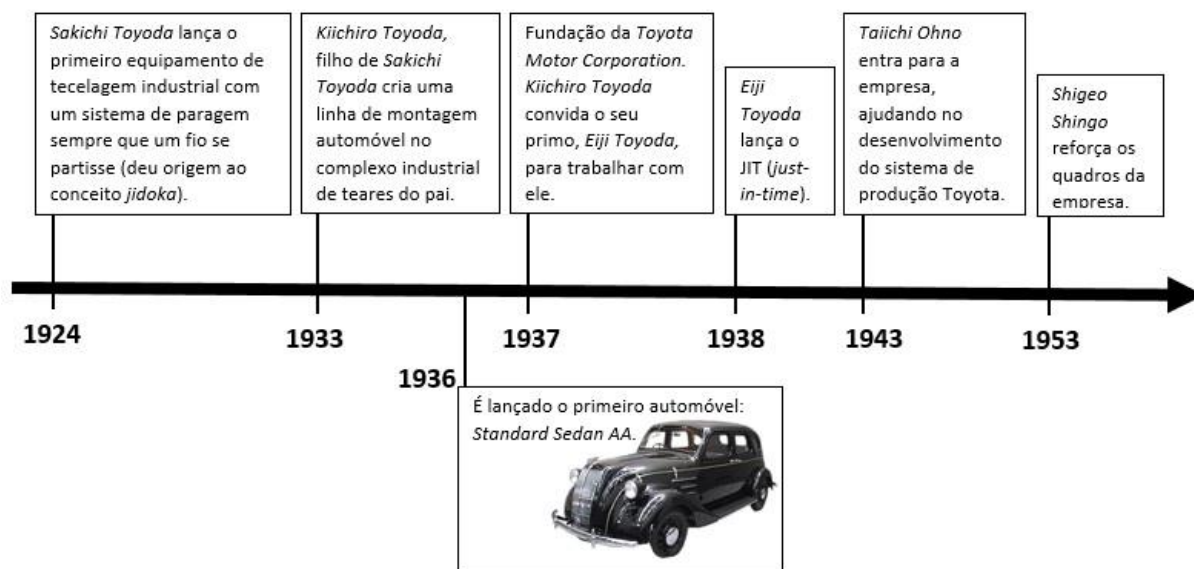 Sakichi Toyoda lança o
primeiro equipamento de
tecelagem industrial com
um sistema de paragem
sempre que um fio se
partisse (deu origem ao
conceito jidoka).
Kiichiro Toyoda,
filho de Sakichi
Toyoda cria uma
linha de montagem
automóvel no
complexo industrial
de teares do pai.
Fundação da Toyota
Motor Corporation.
Kiichiro Toyoda
convida o seu
primo, Eiji Toyoda,
para trabalhar com
ele.
Eiji
Toyoda
lança o
JIT (just-
in-time).
Taiichi Ohno
entra para a
empresa,
ajudando no
desenvolvimento
do sistema de
produção Toyota.
Shigeo
Shingo
reforça os
quadros da
empresa.
1924
1933
1936
1937
1938
1943
1953
É lançado o primeiro automóvel:
Standard Sedan AA.